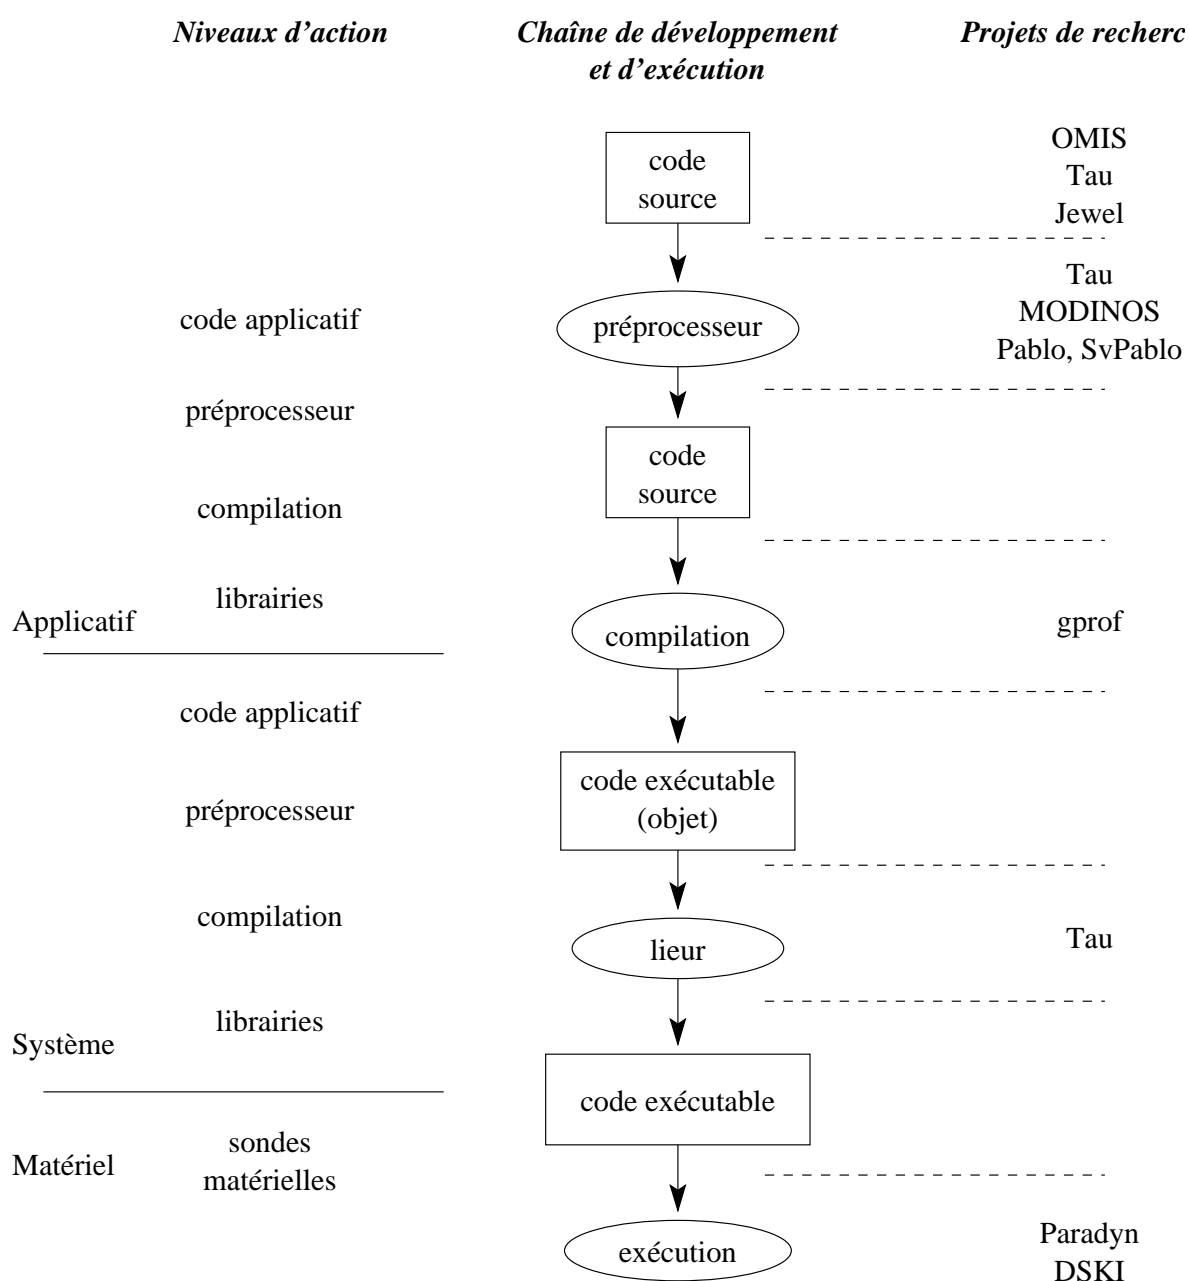 Niveaux d'action
Chaîne de développement
et d'exécution
Projets de recherc
code
source
OMIS
Tau
Jewel
code applicatif
préprocesseur
Tau
MODINOS
Pablo, SvPablo
préprocesseur
code
source
compilation
librairies
Applicatif
compilation
gprof
code applicatif
préprocesseur
code exécutable
(objet)
compilation
lieur
Tau
librairies
Système
code exécutable
Matériel
sondes
matérielles
exécution
Paradyn
DSKI